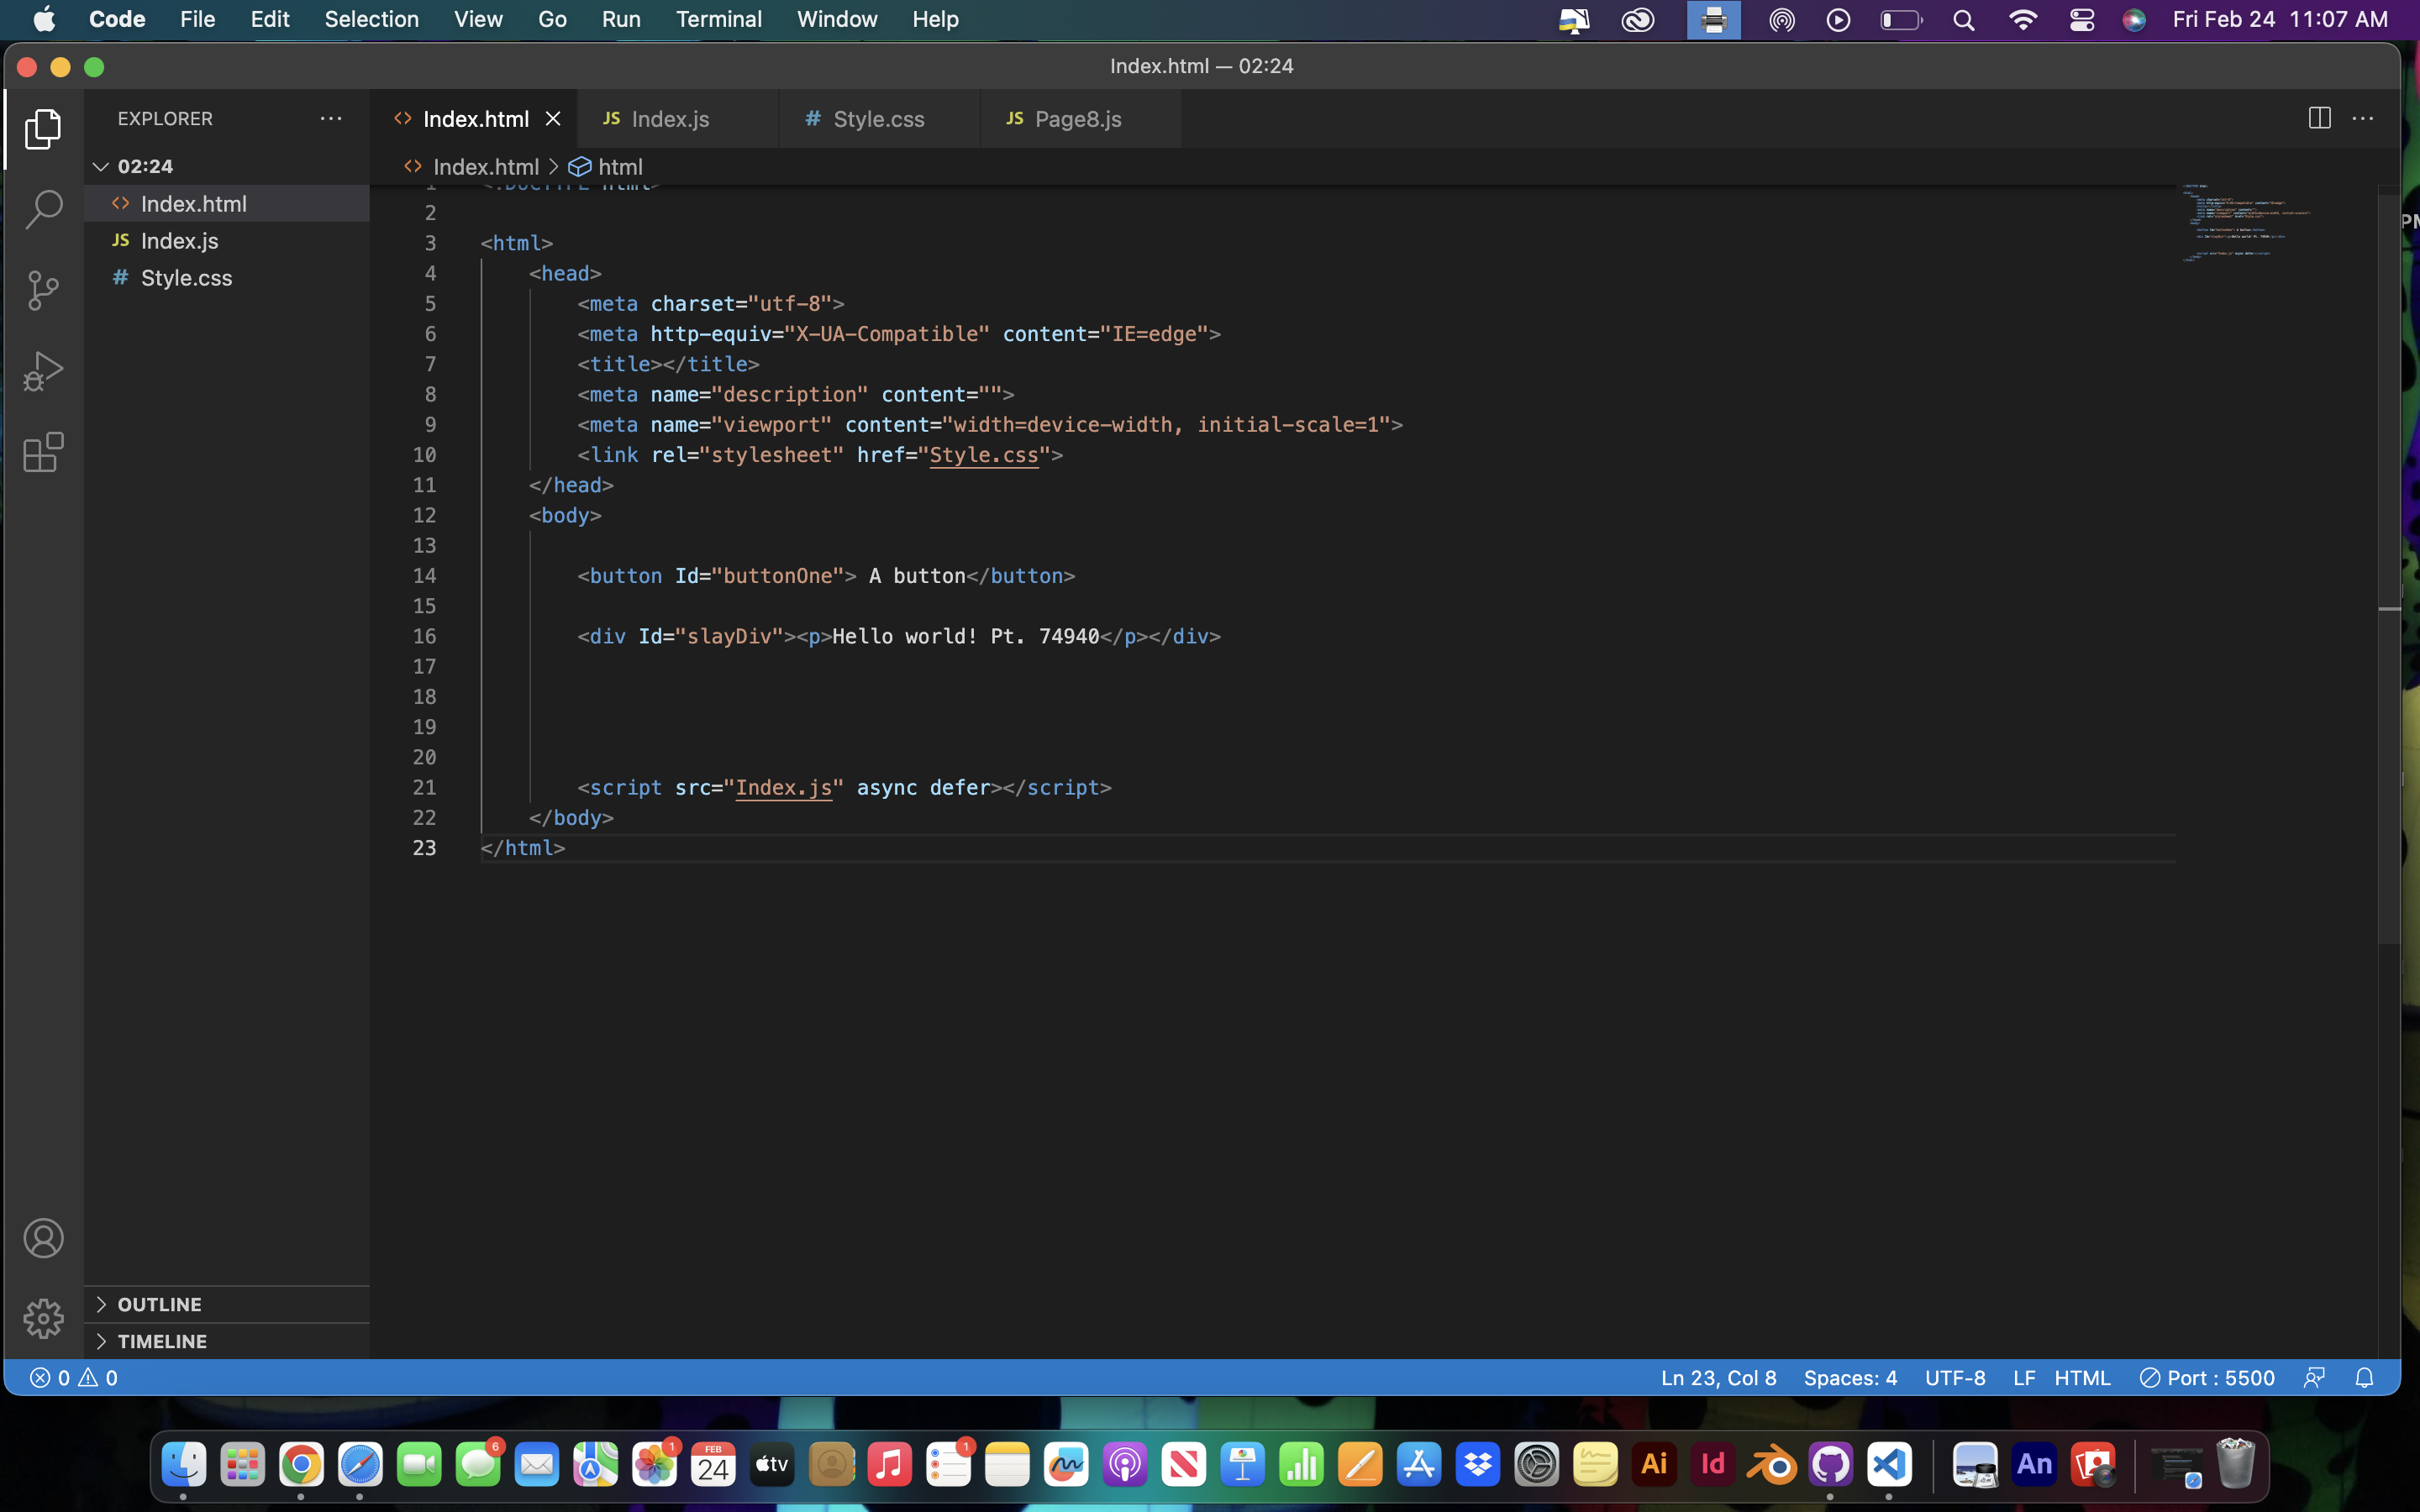 Code File Edit Selection View Go Run Terminal Window Help Fri Feb 24 11:07 AM
Index.html — 02:24
EXPLORER
Index.html
JS Index.js
# Style.css
JS Page8.js
02:24
Index.html
JS Index.js
# Style.css
Index.html > html
1 <!DOCTYPE html>
2
3 <html>
4 <head>
5 <meta charset="utf-8">
6 <meta http-equiv="X-UA-Compatible" content="IE=edge">
7 <title></title>
8 <meta name="description" content="">
9 <meta name="viewport" content="width=device-width, initial-scale=1">
10 <link rel="stylesheet" href="Style.css">
11 </head>
12 <body>
13
14 <button Id="buttonOne"> A button</button>
15
16 <div Id="slayDiv"><p>Hello world! Pt. 74940</p></div>
17
18
19
20
21 <script src="Index.js" async defer></script>
22 </body>
23 </html>
PM
OUTLINE
TIMELINE
0 0
Ln 23, Col 8 Spaces: 4 UTF-8 LF HTML Port : 5500
6
1
FEB
24
tv
1
Ai
Id
An